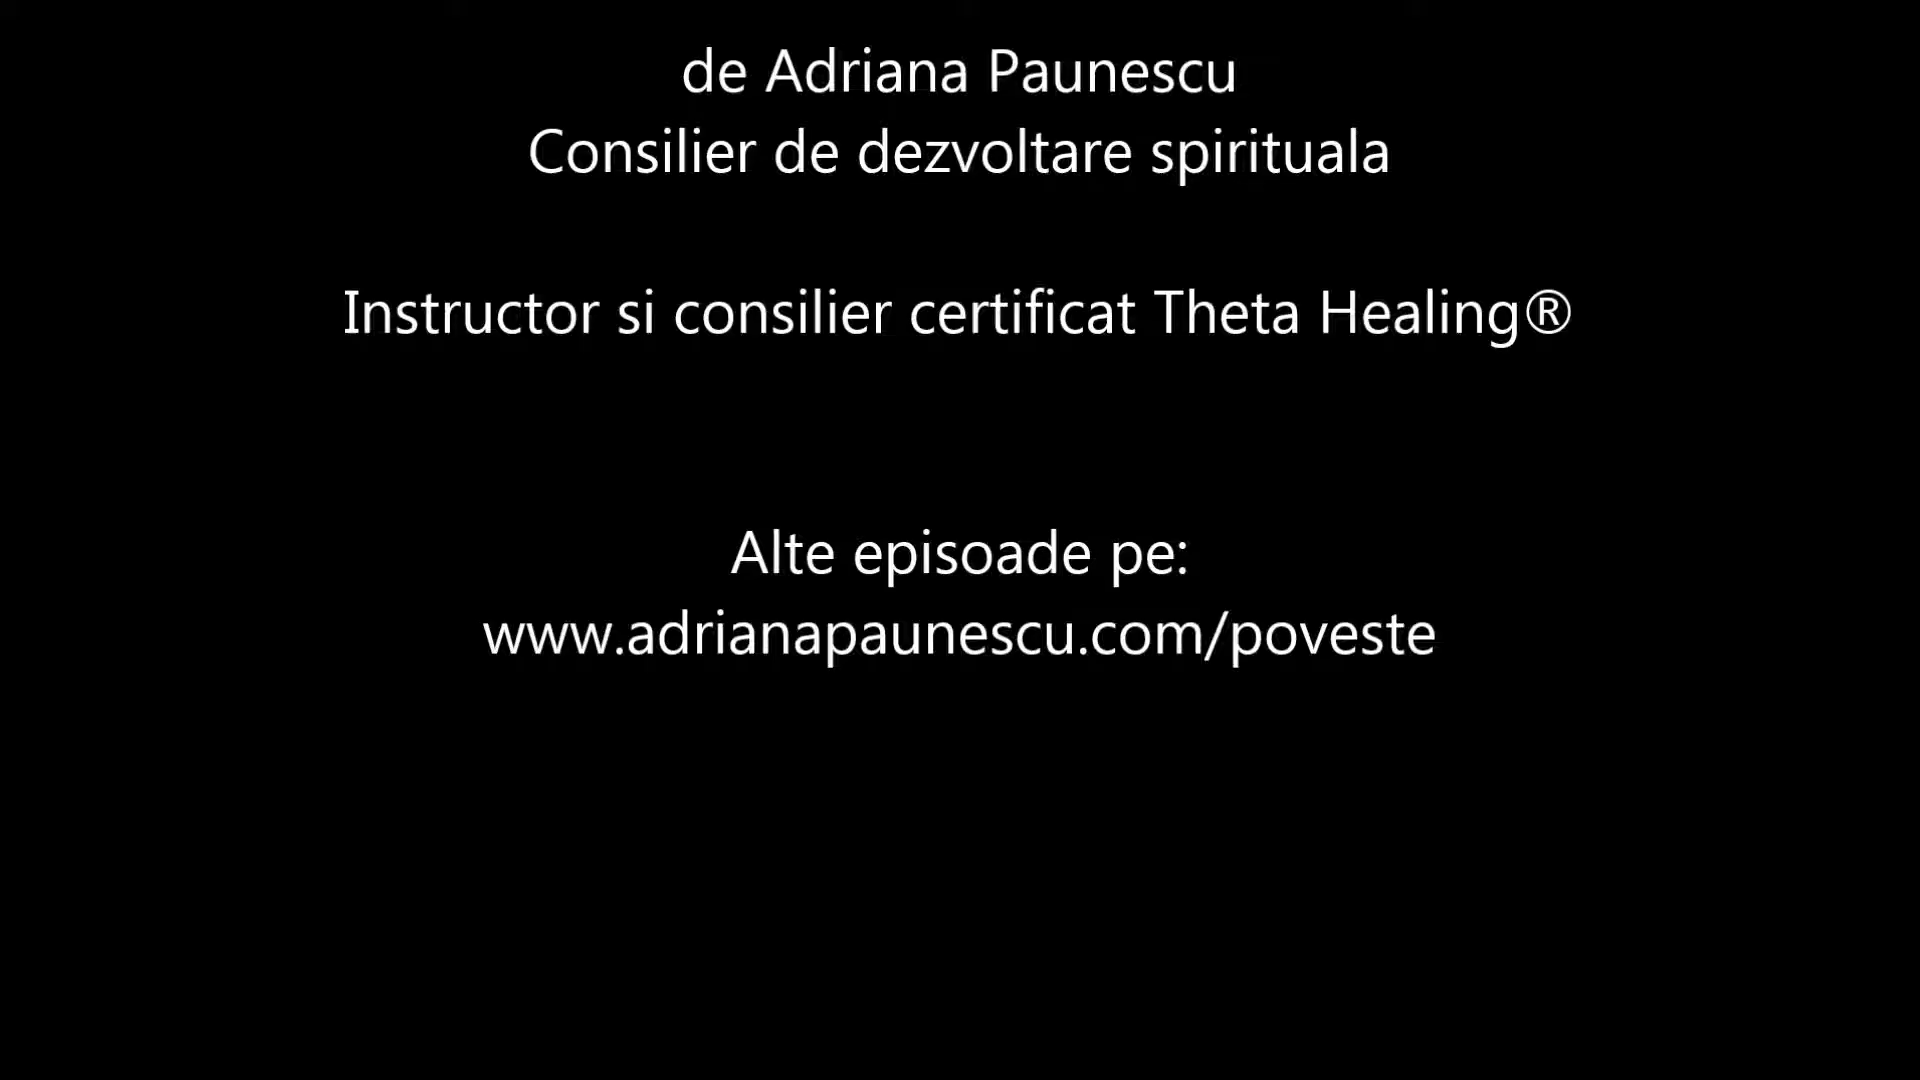 de Adriana Paunescu
Consilier de dezvoltare spirituala
Instructor si consilier certificat Theta Healing®
Alte episoade pe:
www.adrianapaunescu.com/poveste